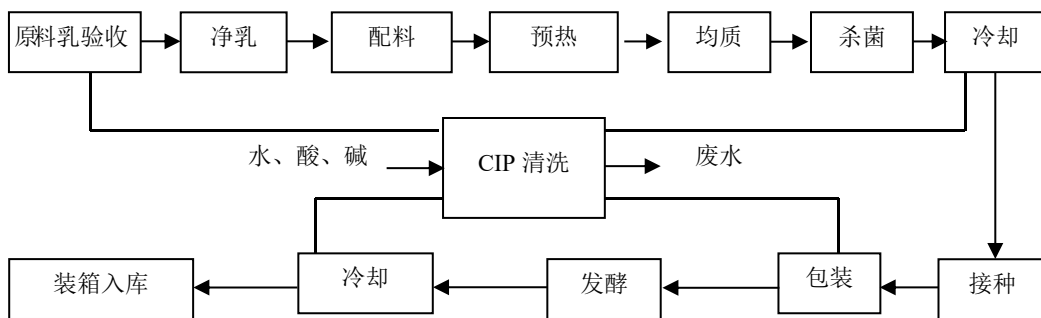 原料乳验收
净乳
配料
预热
均质
杀菌
冷却
水、酸、碱
CIP 清洗
废水
装箱入库
冷却
发酵
包装
接种